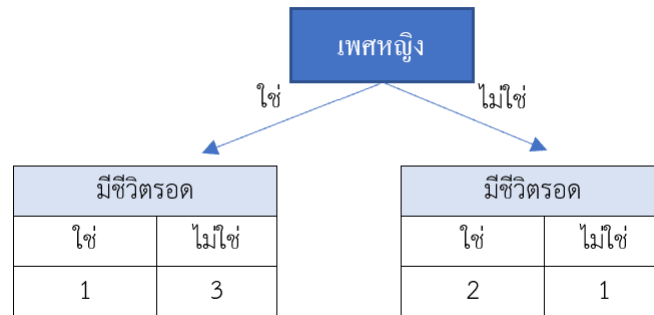 เพศหญิง
ใช่ ไม่ใช่
มีชีวิตรอด มีชีวิตรอด
ใช่ ไม่ใช่ ใช่ ไม่ใช่
1 3 2 1